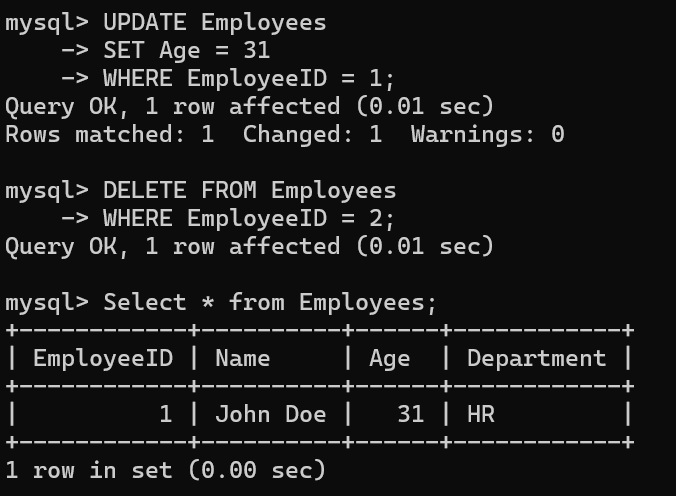 mysql> UPDATE Employees
    -> SET Age = 31
    -> WHERE EmployeeID = 1;
Query OK, 1 row affected (0.01 sec)
Rows matched: 1  Changed: 1  Warnings: 0

mysql> DELETE FROM Employees
    -> WHERE EmployeeID = 2;
Query OK, 1 row affected (0.01 sec)

mysql> Select * from Employees;
+------------+----------+------+------------+
| EmployeeID | Name     | Age  | Department |
+------------+----------+------+------------+
|          1 | John Doe |   31 | HR         |
+------------+----------+------+------------+
1 row in set (0.00 sec)